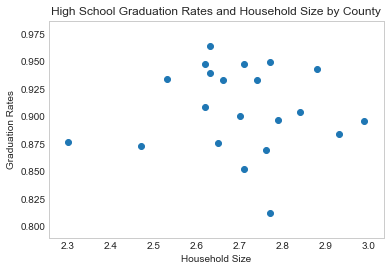 High School Graduation Rates and Household Size by County
Graduation Rates
0.975
0.950
0.925
0.900
0.875
0.850
0.825
0.800
2.3 2.4 2.5 2.6 2.7 2.8 2.9 3.0
Household Size